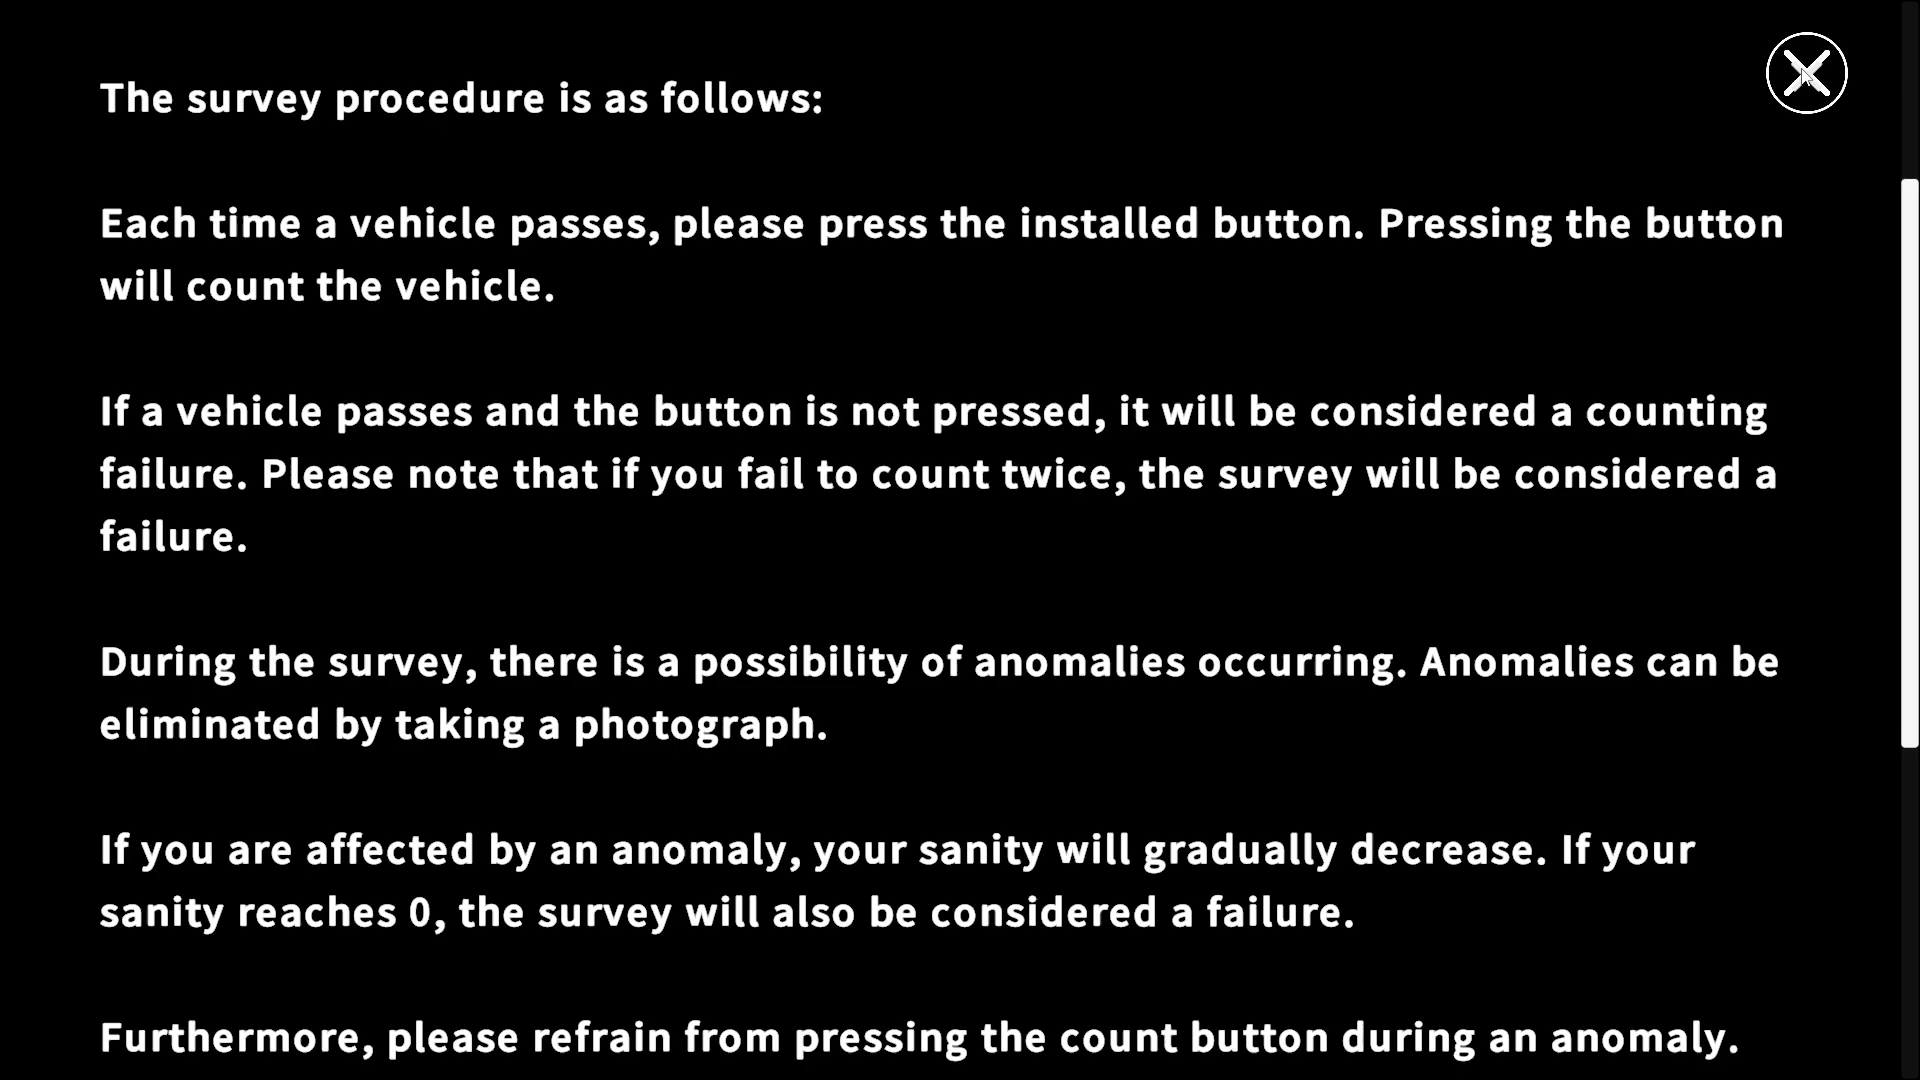 The survey procedure is as follows:
Each time a vehicle passes, please press the installed button. Pressing the button
will count the vehicle.
If a vehicle passes and the button is not pressed, it will be considered a counting
failure. Please note that if you fail to count twice, the survey will be considered a
failure.
During the survey, there is a possibility of anomalies occurring. Anomalies can be
eliminated by taking a photograph.
If you are affected by an anomaly, your sanity will gradually decrease. If your
sanity reaches 0, the survey will also be considered a failure.
Furthermore, please refrain from pressing the count button during an anomaly.